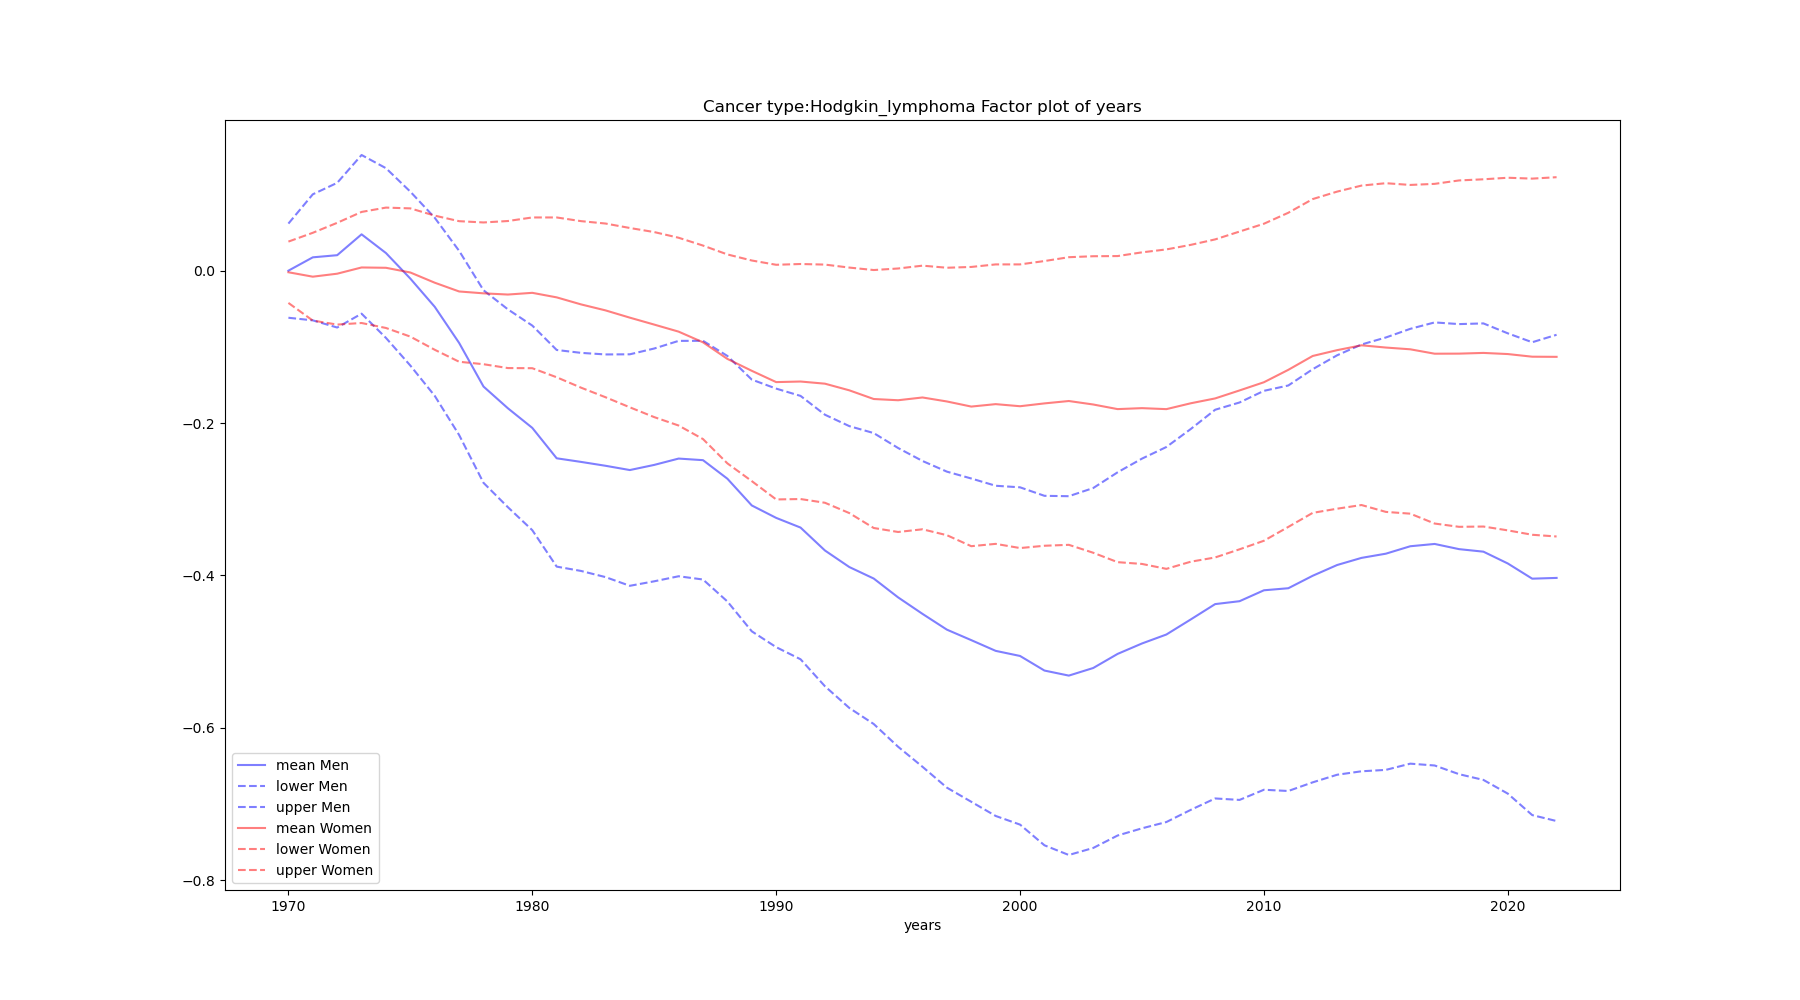 Cancer type:Hodgkin_lymphoma Factor plot of years
0.0
−0.2
−0.4
−0.6
−0.8
mean Men
lower Men
upper Men
mean Women
lower Women
upper Women
1970 1980 1990 2000 2010 2020
years